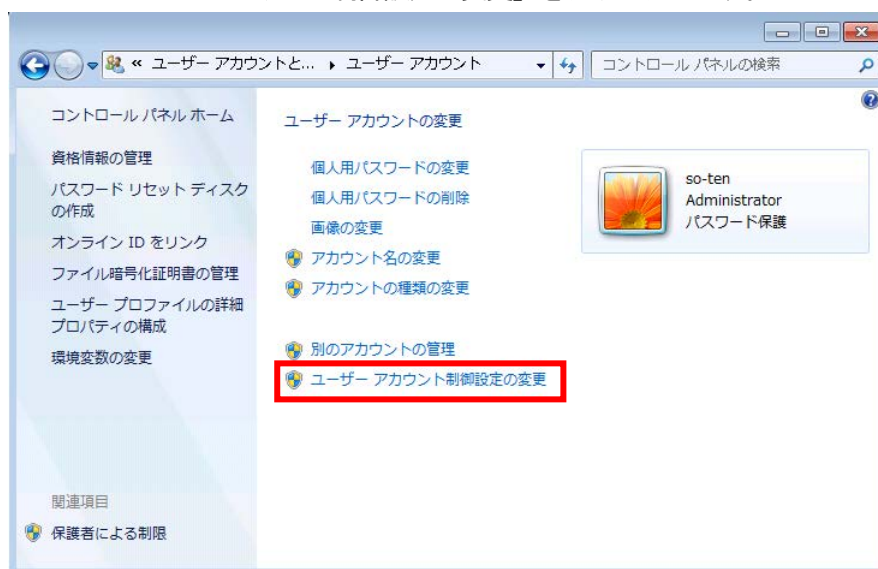 « ユーザー アカウントと... ▸ ユーザー アカウント
コントロール パネルの検索
コントロール パネル ホーム
資格情報の管理
パスワード リセット ディスク
の作成
オンライン ID をリンク
ファイル暗号化証明書の管理
ユーザー プロファイルの詳細
プロパティの構成
環境変数の変更
関連項目
保護者による制限
ユーザー アカウントの変更
個人用パスワードの変更
個人用パスワードの削除
画像の変更
アカウント名の変更
アカウントの種類の変更
別のアカウントの管理
ユーザー アカウント制御設定の変更
so-ten
Administrator
パスワード保護